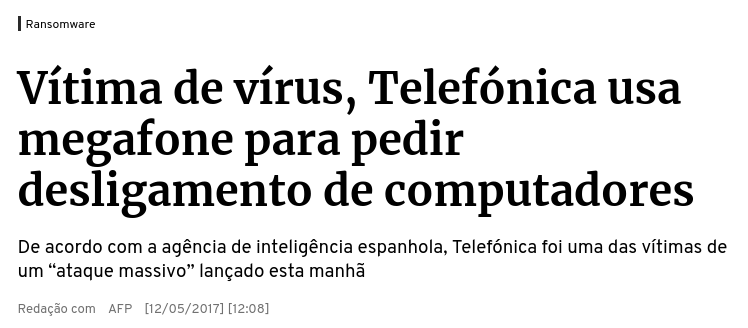 Ransomware
Vítima de vírus, Telefónica usa
megafone para pedir
desligamento de computadores
De acordo com a agência de inteligência espanhola, Telefónica foi uma das vítimas de
um “ataque massivo” lançado esta manhã
Redação com AFP [12/05/2017] [12:08]